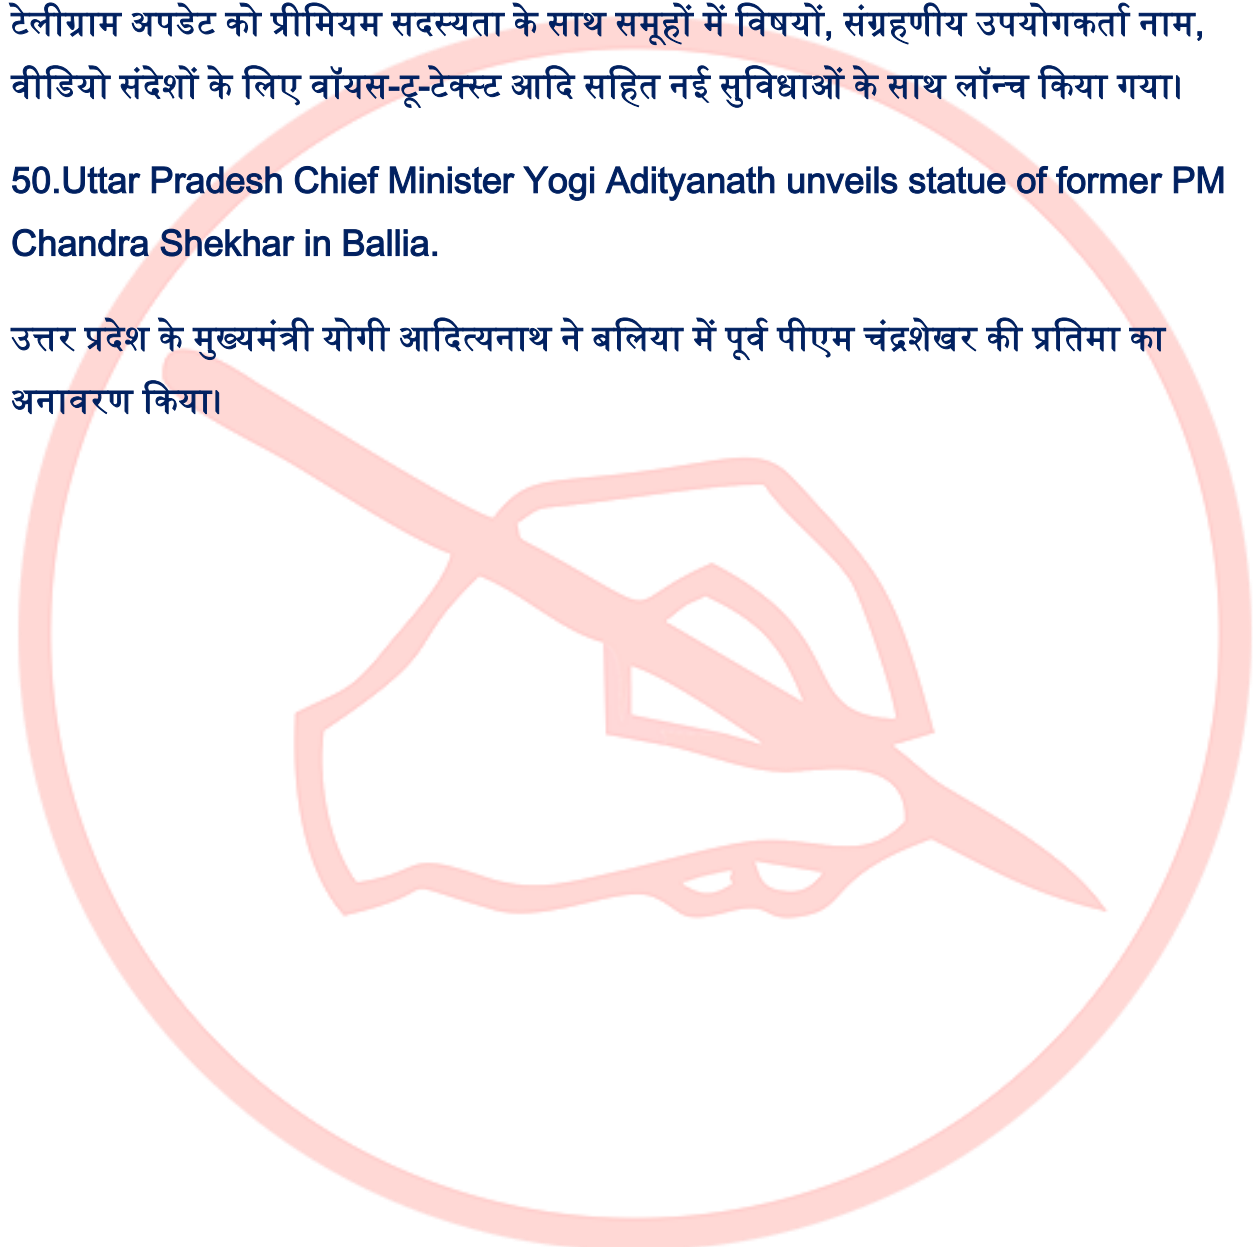 टेलीग्राम अपडेट को प्रीमियम सदस्यता के साथ समूहों में विषयों, संग्रहणीय उपयोगकर्ता नाम,
वीडियो संदेशों के लिए वॉयस-टू-टेक्स्ट आदि सहित नई सुविधाओं के साथ लॉन्च किया गया।
50.Uttar Pradesh Chief Minister Yogi Adityanath unveils statue of former PM
Chandra Shekhar in Ballia.
उत्तर प्रदेश के मुख्यमंत्री योगी आदित्यनाथ ने बलिया में पूर्व पीएम चंद्रशेखर की प्रतिमा का
अनावरण किया।